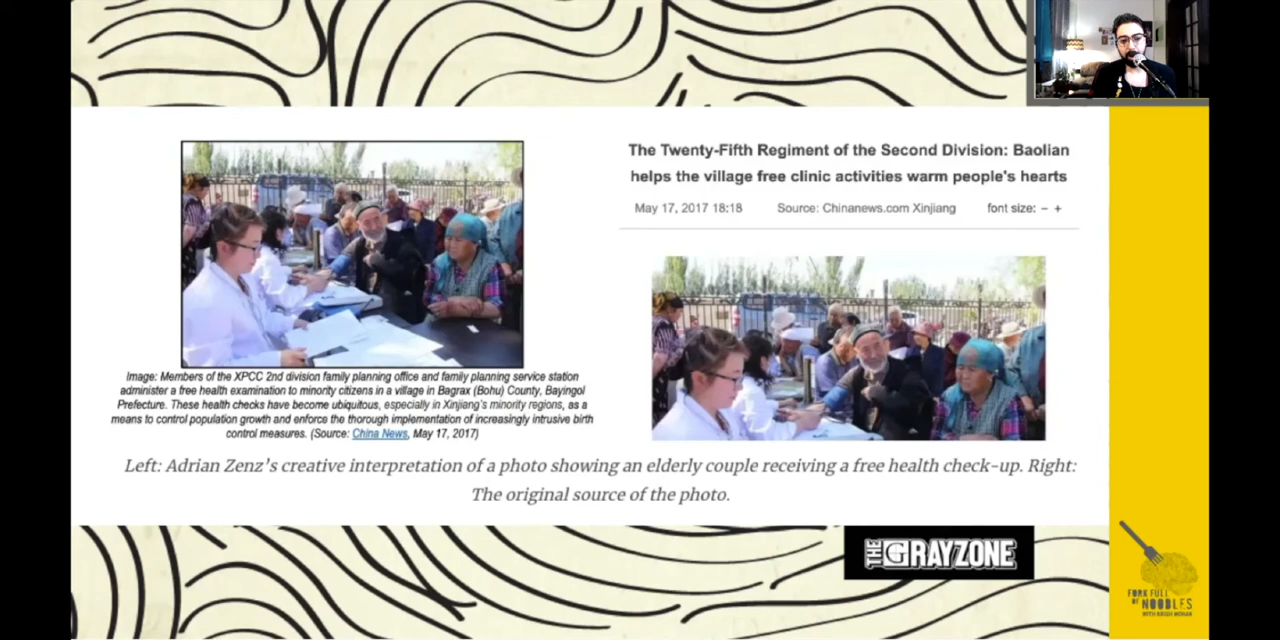 The Twenty-Fifth Regiment of the Second Division: Baolian
helps the village free clinic activities warm people's hearts
May 17, 2017 18:18 Source: Chinanews.com Xinjiang font size: − +
Image: Members of the XPCC 2nd division family planning office and family planning service station
administer a free health examination to minority citizens in a village in Bagrax (Bohu) County, Bayingol
Prefecture. These health checks have become ubiquitous, especially in Xinjiang's minority regions, as a
means to control population growth and enforce the thorough implementation of increasingly intrusive birth
control measures. (Source: China News, May 17, 2017)
Left: Adrian Zenz's creative interpretation of a photo showing an elderly couple receiving a free health check-up. Right:
The original source of the photo.
THE GRAYZONE
FORK FULL
OF NOODLES
WITH KRISH MOHAN